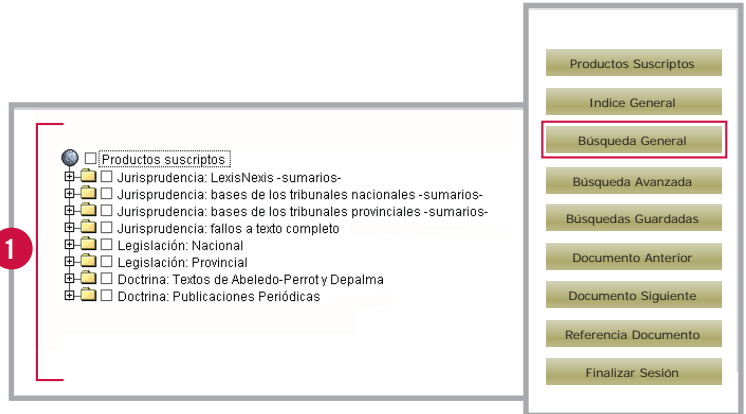 1
Productos suscriptos
Jurisprudencia: LexisNexis -sumarios-
Jurisprudencia: bases de los tribunales nacionales -sumarios-
Jurisprudencia: bases de los tribunales provinciales -sumarios-
Jurisprudencia: fallos a texto completo
Legislación: Nacional
Legislación: Provincial
Doctrina: Textos de Abeledo-Perrot y Depalma
Doctrina: Publicaciones Periódicas
Productos Suscriptos
Indice General
Búsqueda General
Búsqueda Avanzada
Búsquedas Guardadas
Documento Anterior
Documento Siguiente
Referencia Documento
Finalizar Sesión